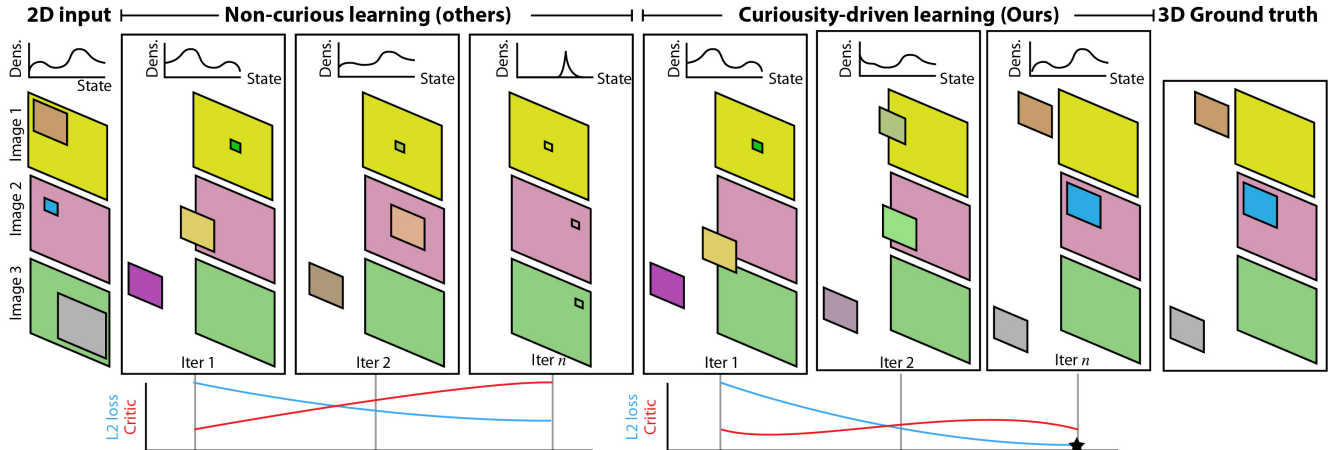 2D input
Non-curious learning (others)
Curiousity-driven learning (Ours)
3D Ground truth
Dens.
State
Dens.
State
Dens.
State
Dens.
State
Dens.
State
Dens.
State
Dens.
State
Image 1
Image 2
Image 3
Iter 1
Iter 2
Iter n
Iter 1
Iter 2
Iter n
L2 loss
Critic
L2 loss
Critic